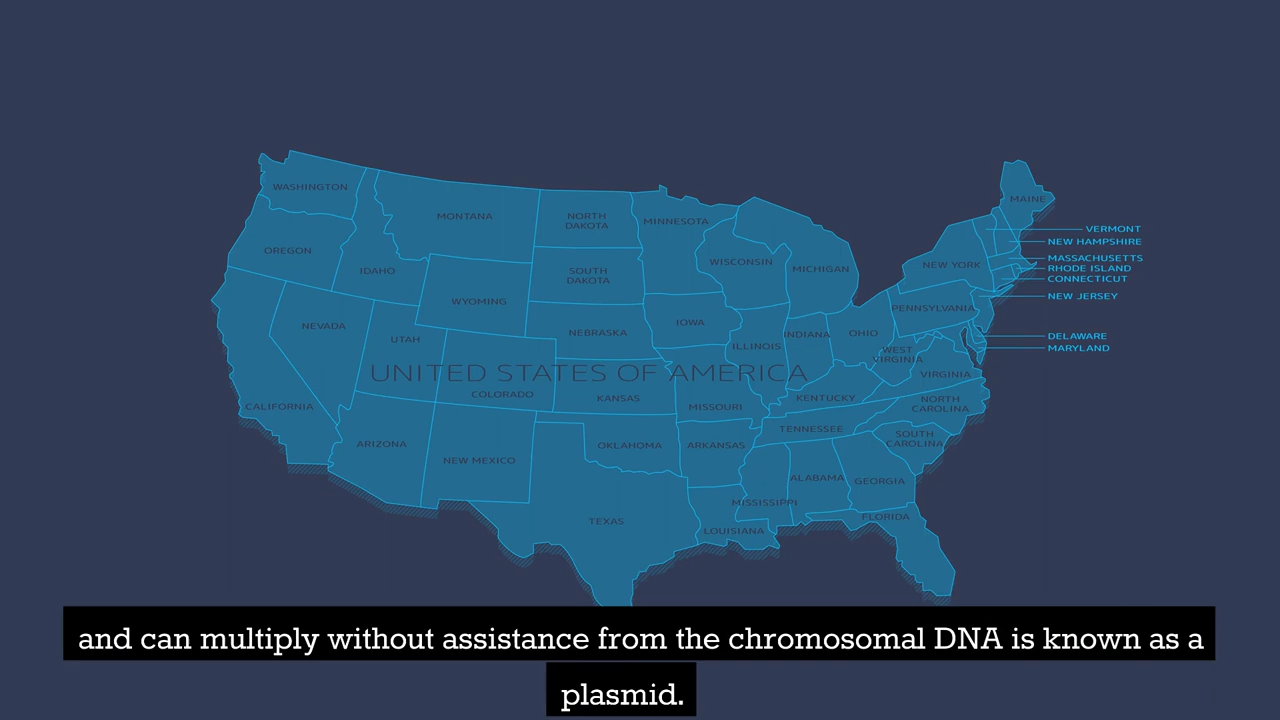 WASHINGTON
MONTANA
NORTH
DAKOTA
MINNESOTA
MAINE
OREGON
IDAHO
SOUTH
DAKOTA
WISCONSIN
MICHIGAN
NEW YORK
VERMONT
NEW HAMPSHIRE
MASSACHUSETTS
RHODE ISLAND
CONNECTICUT
NEW JERSEY
WYOMING
PENNSYLVANIA
NEVADA
UTAH
NEBRASKA
IOWA
ILLINOIS
INDIANA
OHIO
WEST
VIRGINIA
DELAWARE
MARYLAND
UNITED STATES OF AMERICA
VIRGINIA
CALIFORNIA
COLORADO
KANSAS
MISSOURI
KENTUCKY
NORTH
CAROLINA
ARIZONA
NEW MEXICO
OKLAHOMA
ARKANSAS
TENNESSEE
SOUTH
CAROLINA
TEXAS
LOUISIANA
MISSISSIPPI
ALABAMA
GEORGIA
FLORIDA
and can multiply without assistance from the chromosomal DNA is known as a
plasmid.